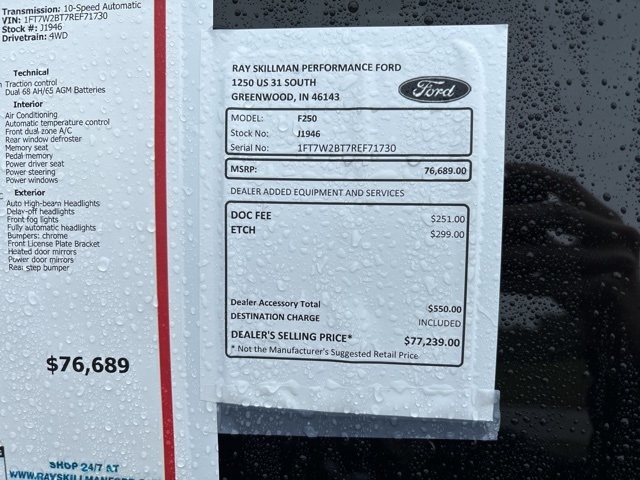 Transmission: 10-Speed Automatic
VIN: 1FT7W2BT7REF71730
Stock #: J1946
Drivetrain: 4WD
Technical
Traction control
Dual 68 AH/65 AGM Batteries
Interior
Air Conditioning
Automatic temperature control
Front dual zone A/C
Rear window defroster
Memory seat
Pedal memory
Power driver seat
Power steering
Power windows
Exterior
Auto High-beam Headlights
Delay-off headlights
Front fog lights
Fully automatic headlights
Bumpers: chrome
Front License Plate Bracket
Heated door mirrors
Power door mirrors
Rear step bumper
$76,689
SHOP 24/7 AT
WWW.RAYSKILLMANFORD
RAY SKILLMAN PERFORMANCE FORD
1250 US 31 SOUTH
GREENWOOD, IN 46143
Ford
MODEL: F250
Stock No: J1946
Serial No: 1FT7W2BT7REF71730
MSRP: 76,689.00
DEALER ADDED EQUIPMENT AND SERVICES
DOC FEE $251.00
ETCH $299.00
Dealer Accessory Total $550.00
DESTINATION CHARGE INCLUDED
DEALER'S SELLING PRICE* $77,239.00
* Not the Manufacturer's Suggested Retail Price